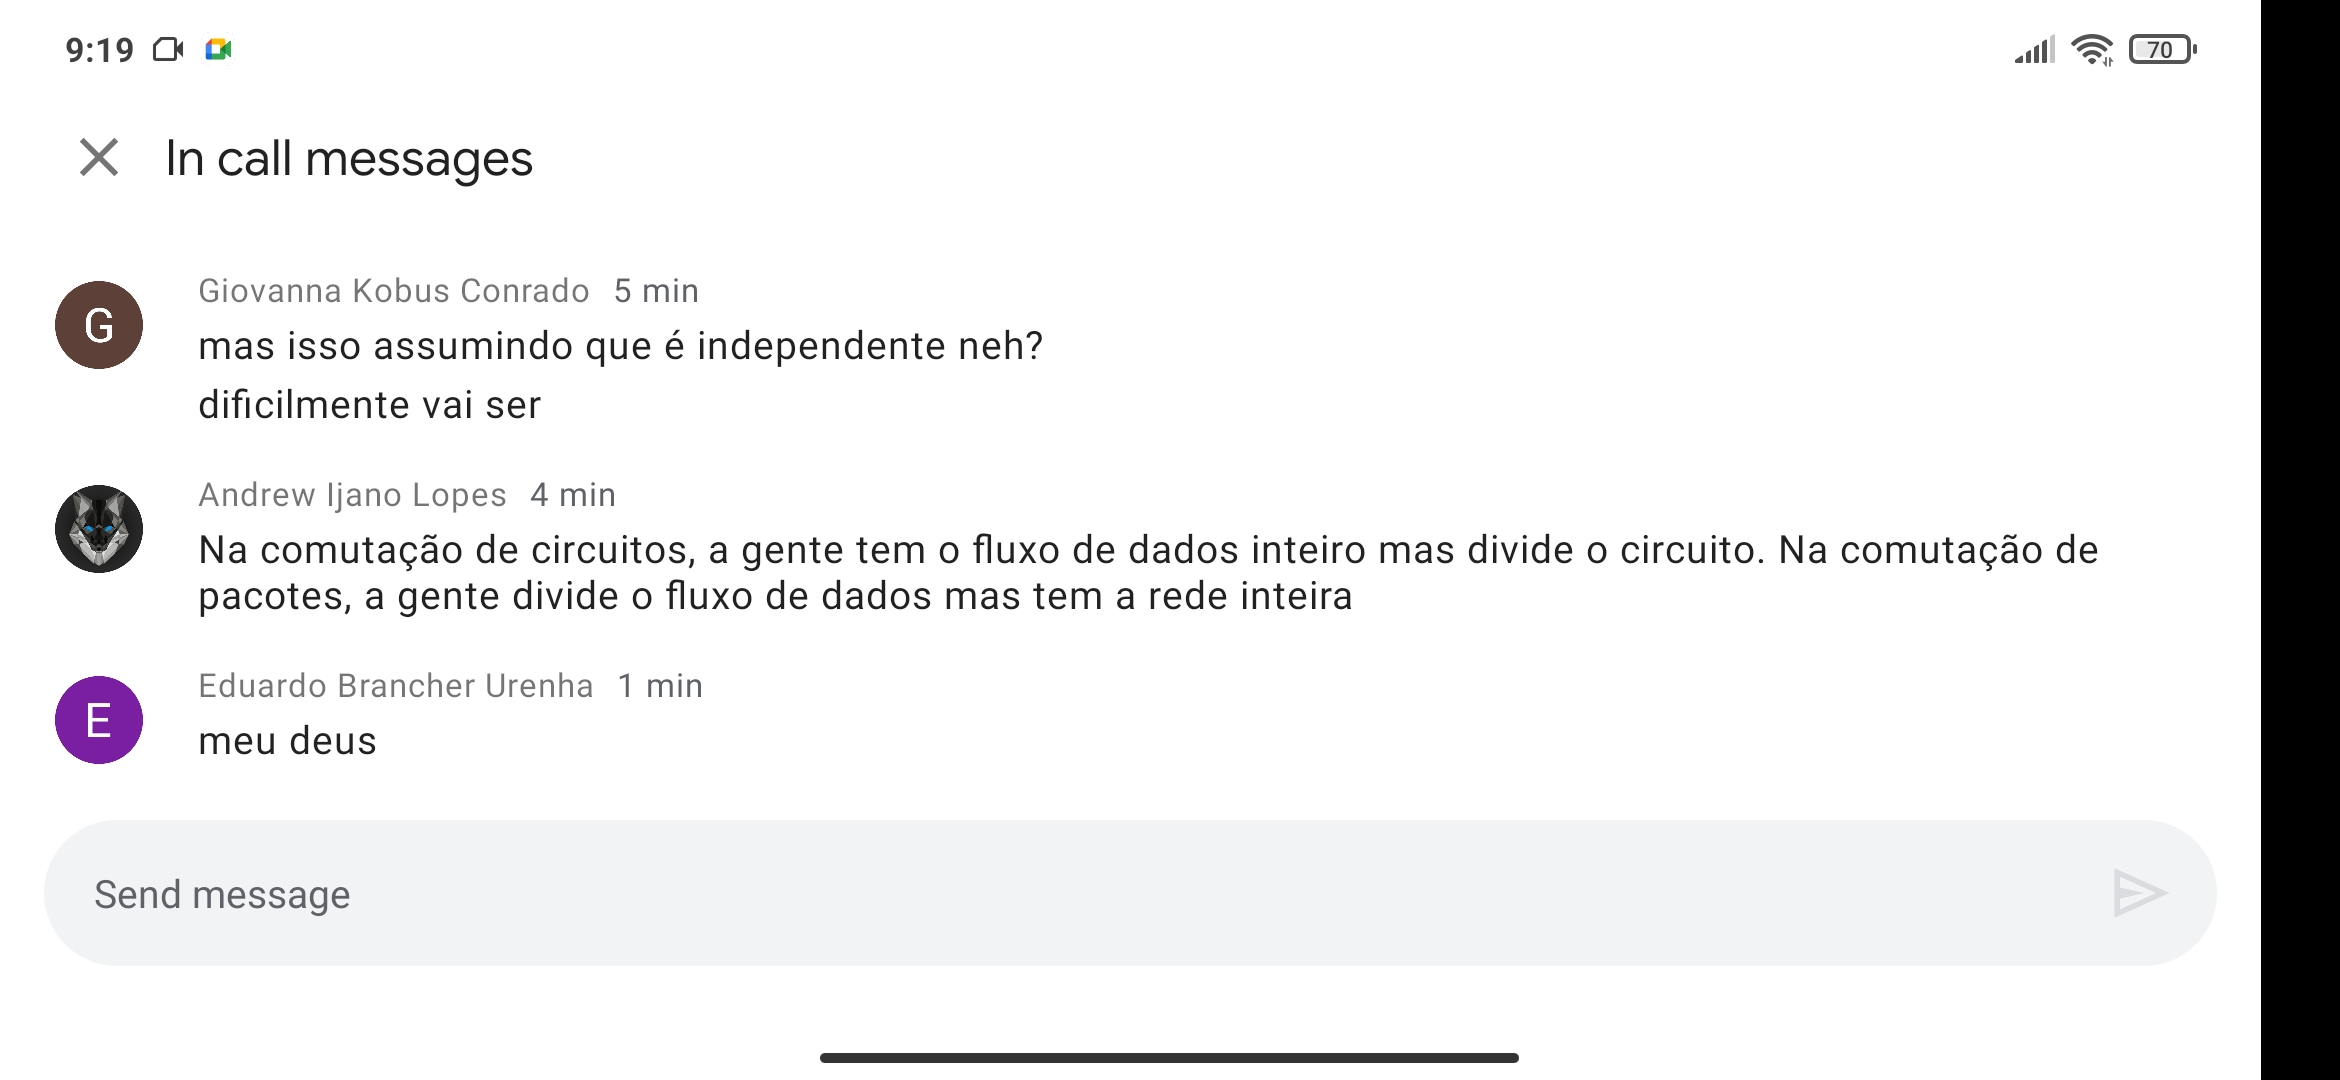 9:19
70
In call messages
Giovanna Kobus Conrado 5 min
G
mas isso assumindo que é independente neh?
dificilmente vai ser
Andrew Ijano Lopes 4 min
Na comutação de circuitos, a gente tem o fluxo de dados inteiro mas divide o circuito. Na comutação de
pacotes, a gente divide o fluxo de dados mas tem a rede inteira
Eduardo Brancher Urenha 1 min
E
meu deus
Send message